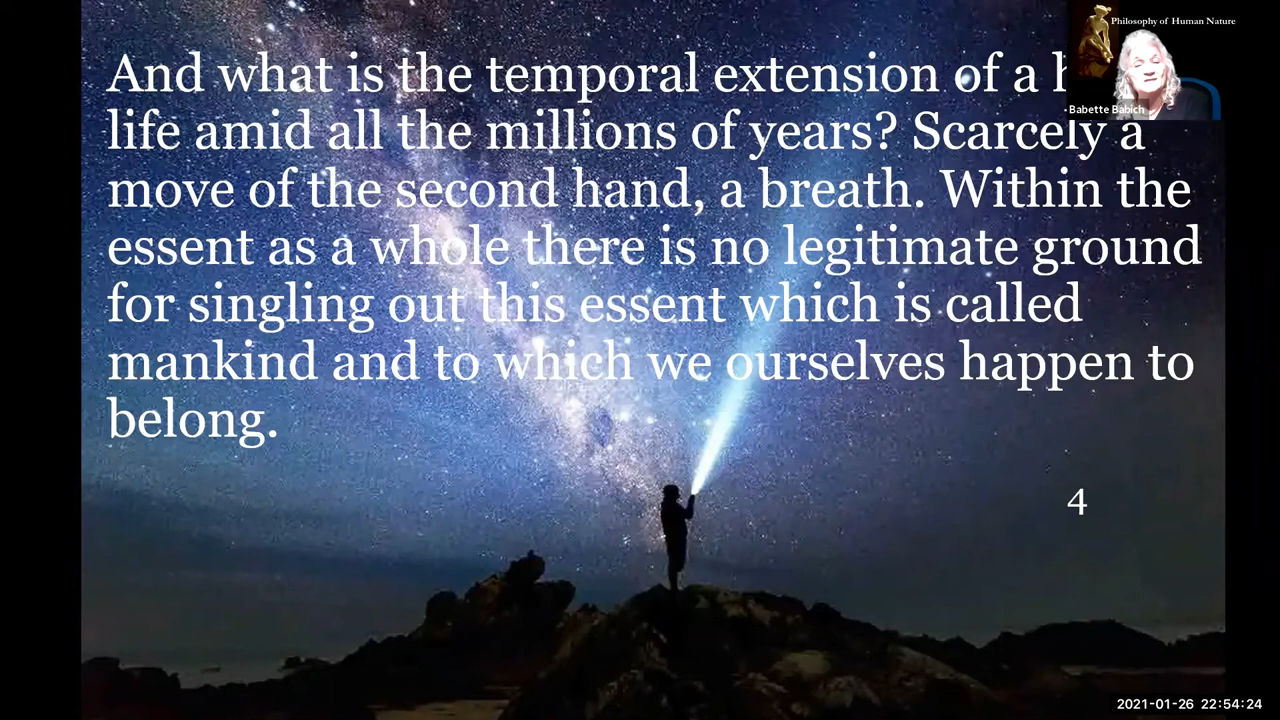 Philosophy of Human Nature
Babette Babich
And what is the temporal extension of a
life amid all the millions of years? Scarcely a
move of the second hand, a breath. Within the
essent as a whole there is no legitimate ground
for singling out this essent which is called
mankind and to which we ourselves happen to
belong.
4
2021-01-26 22:54:24